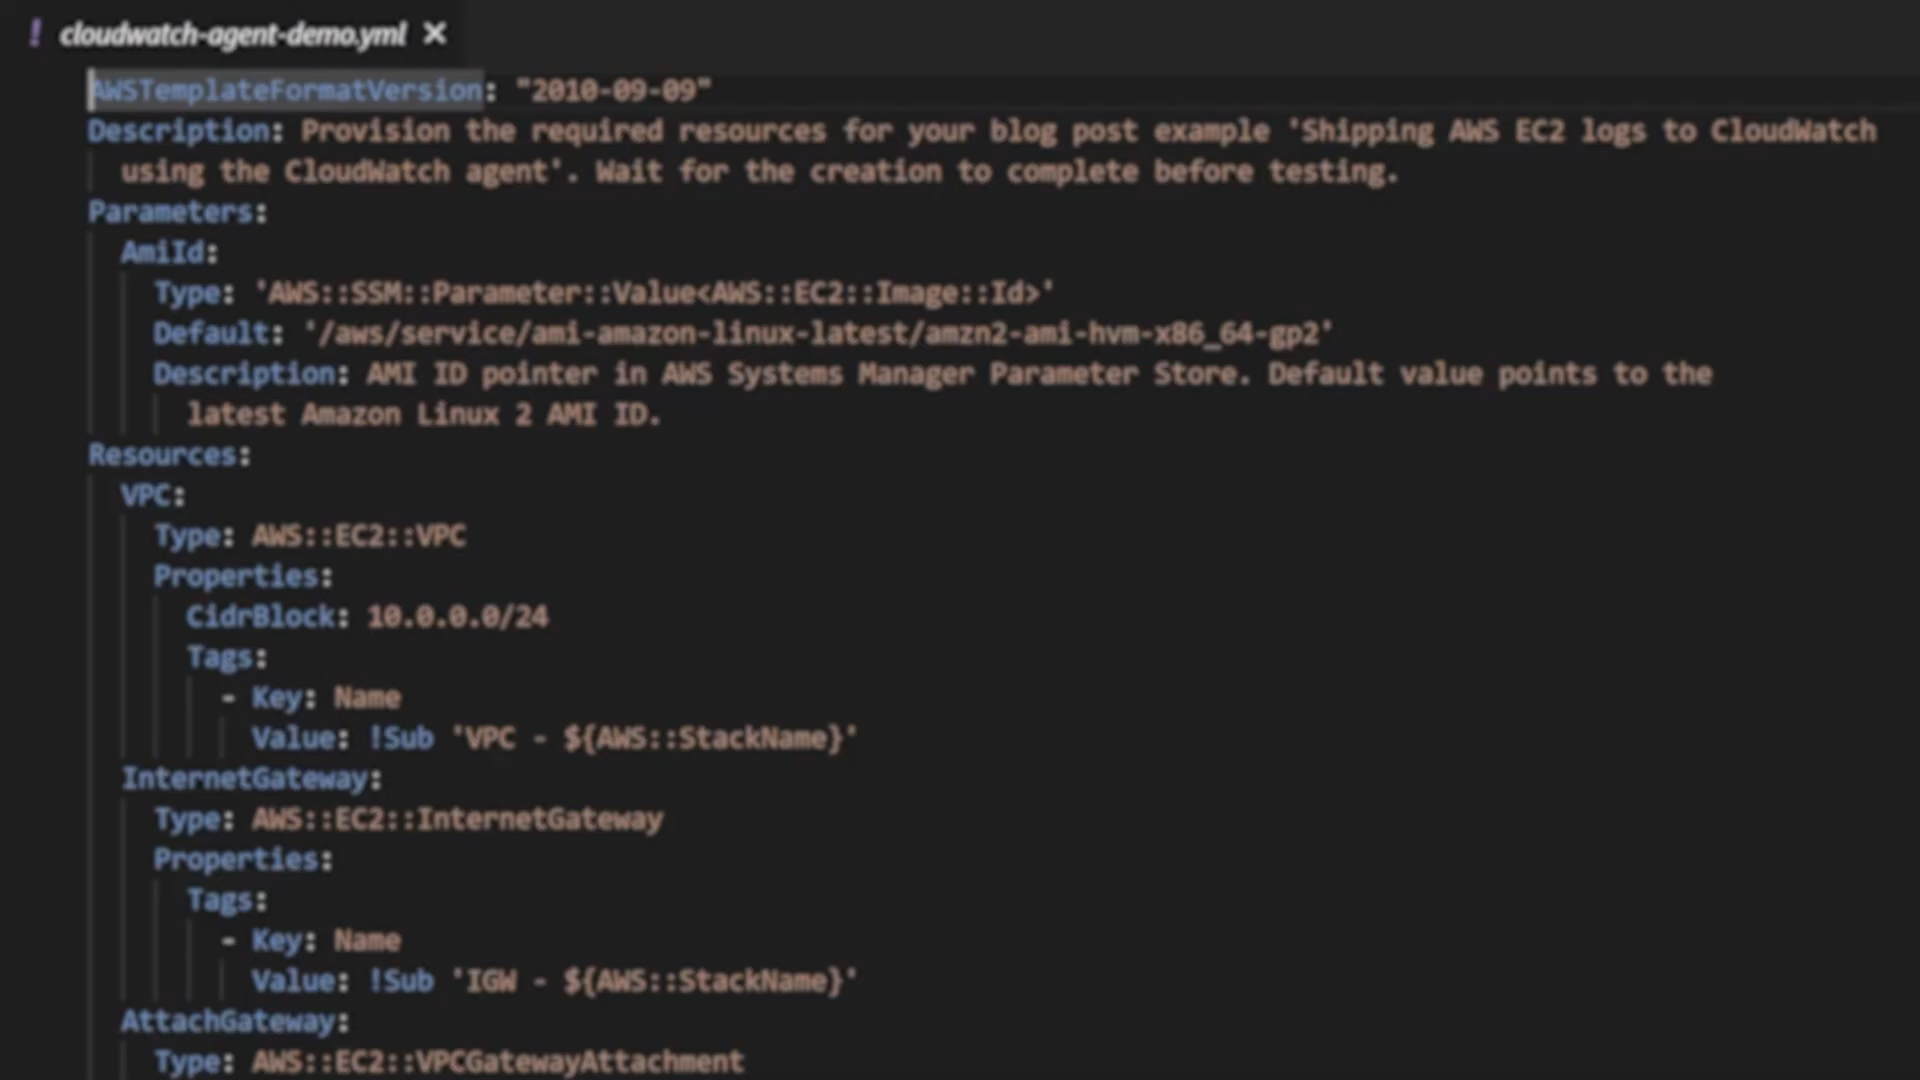 ! cloudwatch-agent-demo.yml ×
AWSTemplateFormatVersion: "2010-09-09"
Description: Provision the required resources for your blog post example 'Shipping AWS EC2 logs to CloudWatch
using the CloudWatch agent'. Wait for the creation to complete before testing.
Parameters:
AmiId:
Type: 'AWS::SSM::Parameter::Value<AWS::EC2::Image::Id>'
Default: '/aws/service/ami-amazon-linux-latest/amzn2-ami-hvm-x86_64-gp2'
Description: AMI ID pointer in AWS Systems Manager Parameter Store. Default value points to the
latest Amazon Linux 2 AMI ID.
Resources:
VPC:
Type: AWS::EC2::VPC
Properties:
CidrBlock: 10.0.0.0/24
Tags:
- Key: Name
Value: !Sub 'VPC - ${AWS::StackName}'
InternetGateway:
Type: AWS::EC2::InternetGateway
Properties:
Tags:
- Key: Name
Value: !Sub 'IGW - ${AWS::StackName}'
AttachGateway:
Type: AWS::EC2::VPCGatewayAttachment